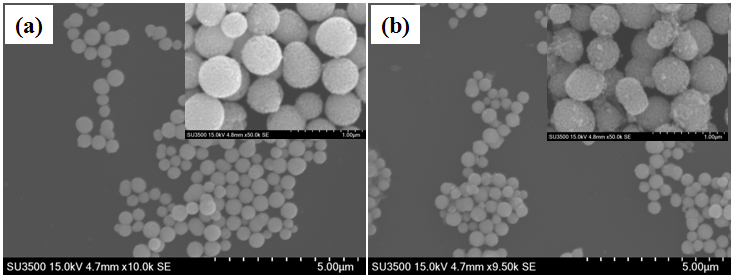 (a)
SU3500 15.0kV 4.8mm x50.0k SE 1.00µm
SU3500 15.0kV 4.7mm x10.0k SE 5.00µm
(b)
SU3500 15.0kV 4.8mm x50.0k SE 1.00µm
SU3500 15.0kV 4.7mm x9.50k SE 5.00µm